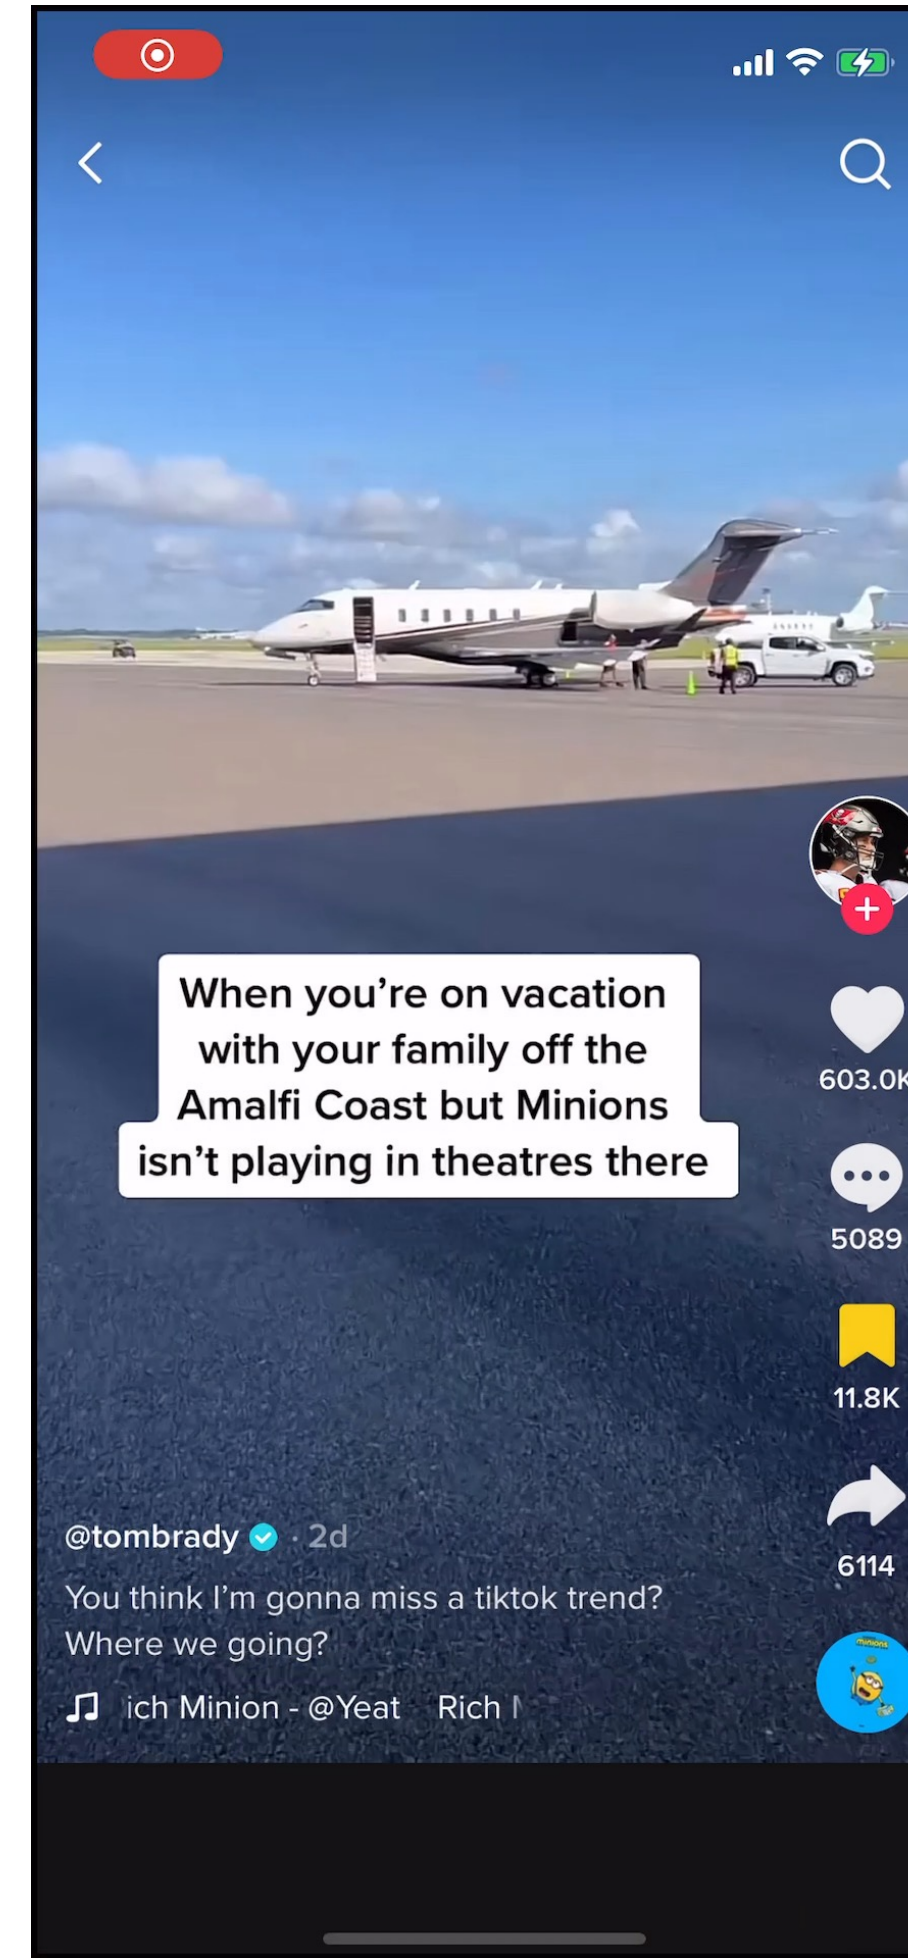 When you're on vacation
with your family off the
Amalfi Coast but Minions
isn't playing in theatres there
603.0K
5089
11.8K
6114
@tombrady · 2d
You think I'm gonna miss a tiktok trend?
Where we going?
ich Minion - @Yeat Rich
minions